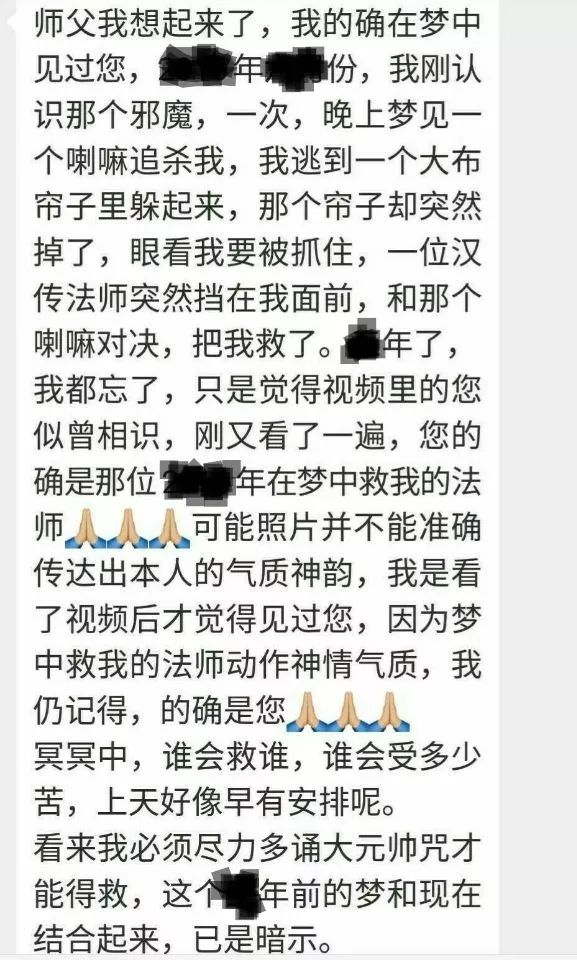 师父我想起来了，我的确在梦中
见过您，年份，我刚认
识那个邪魔，一次，晚上梦见一
个喇嘛追杀我，我逃到一个大布
帘子里躲起来，那个帘子却突然
掉了，眼看我要被抓住，一位汉
传法师突然挡在我面前，和那个
喇嘛对决，把我救了。年了，
我都忘了，只是觉得视频里的您
似曾相识，刚又看了一遍，您的
确是那位年在梦中救我的法
师🙏🏼🙏🏼🙏🏼可能照片并不能准确
传达出本人的气质神韵，我是看
了视频后才觉得见过您，因为梦
中救我的法师动作神情气质，我
仍记得，的确是您🙏🏼🙏🏼🙏🏼
冥冥中，谁会救谁，谁会受多少
苦，上天好像早有安排呢。
看来我必须尽力多诵大元帅咒才
能得救，这个年前的梦和现在
结合起来，已是暗示。